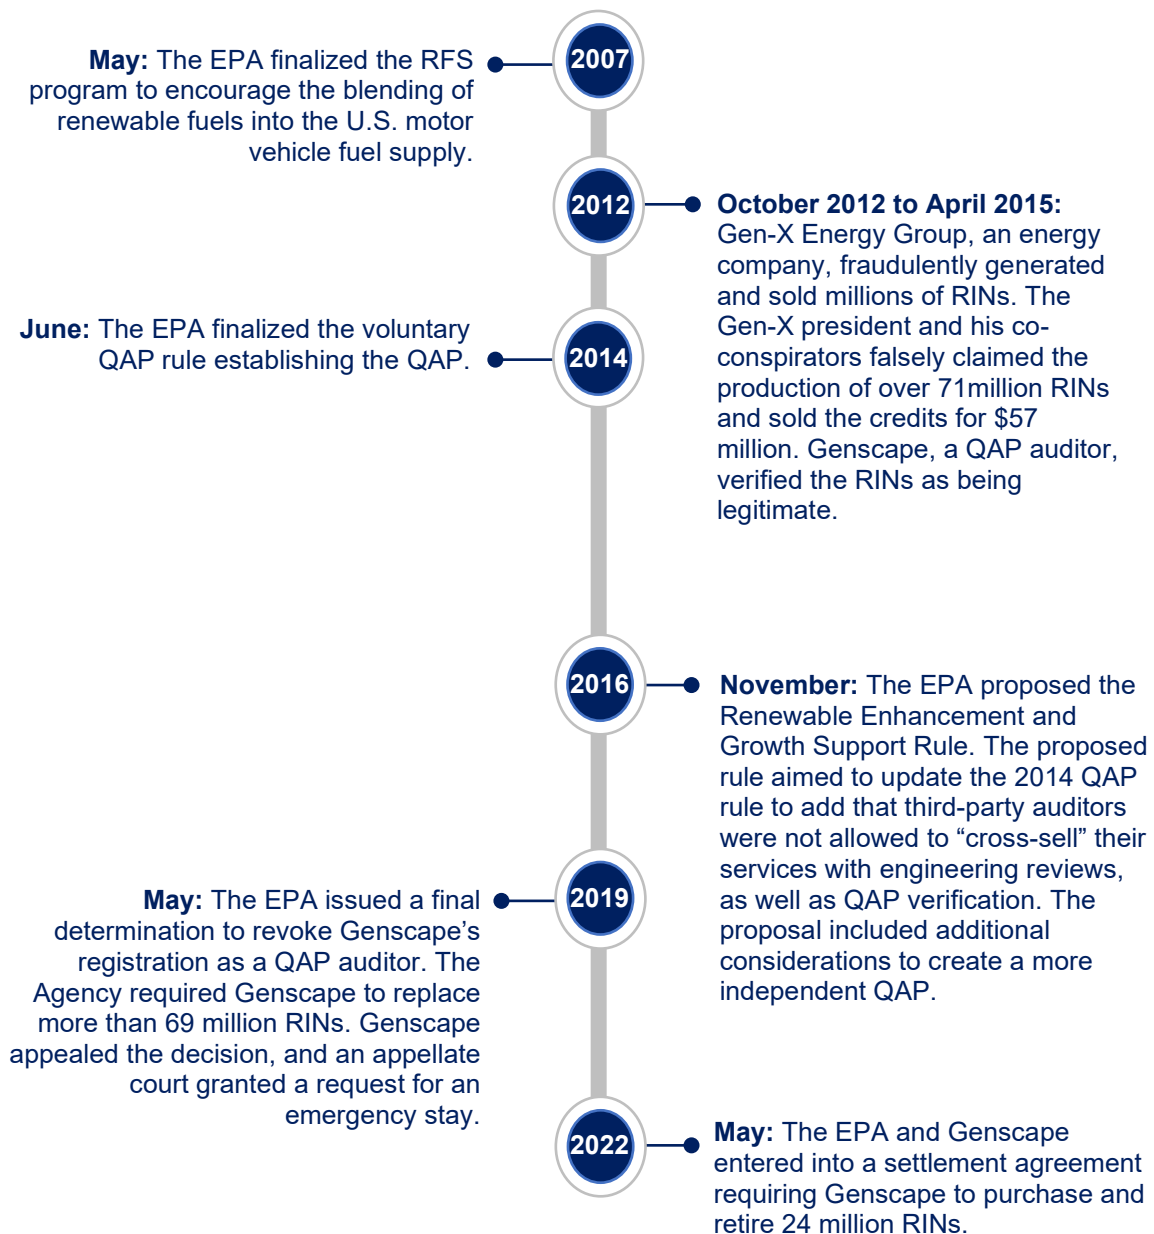 2007
May: The EPA finalized the RFS
program to encourage the blending of
renewable fuels into the U.S. motor
vehicle fuel supply.
2012
October 2012 to April 2015:
Gen-X Energy Group, an energy
company, fraudulently generated
and sold millions of RINs. The
Gen-X president and his co-
conspirators falsely claimed the
production of over 71million RINs
and sold the credits for $57
million. Genscape, a QAP auditor,
verified the RINs as being
legitimate.
2014
June: The EPA finalized the voluntary
QAP rule establishing the QAP.
2016
November: The EPA proposed the
Renewable Enhancement and
Growth Support Rule. The proposed
rule aimed to update the 2014 QAP
rule to add that third-party auditors
were not allowed to “cross-sell” their
services with engineering reviews,
as well as QAP verification. The
proposal included additional
considerations to create a more
independent QAP.
2019
May: The EPA issued a final
determination to revoke Genscape’s
registration as a QAP auditor. The
Agency required Genscape to replace
more than 69 million RINs. Genscape
appealed the decision, and an appellate
court granted a request for an
emergency stay.
2022
May: The EPA and Genscape
entered into a settlement agreement
requiring Genscape to purchase and
retire 24 million RINs.